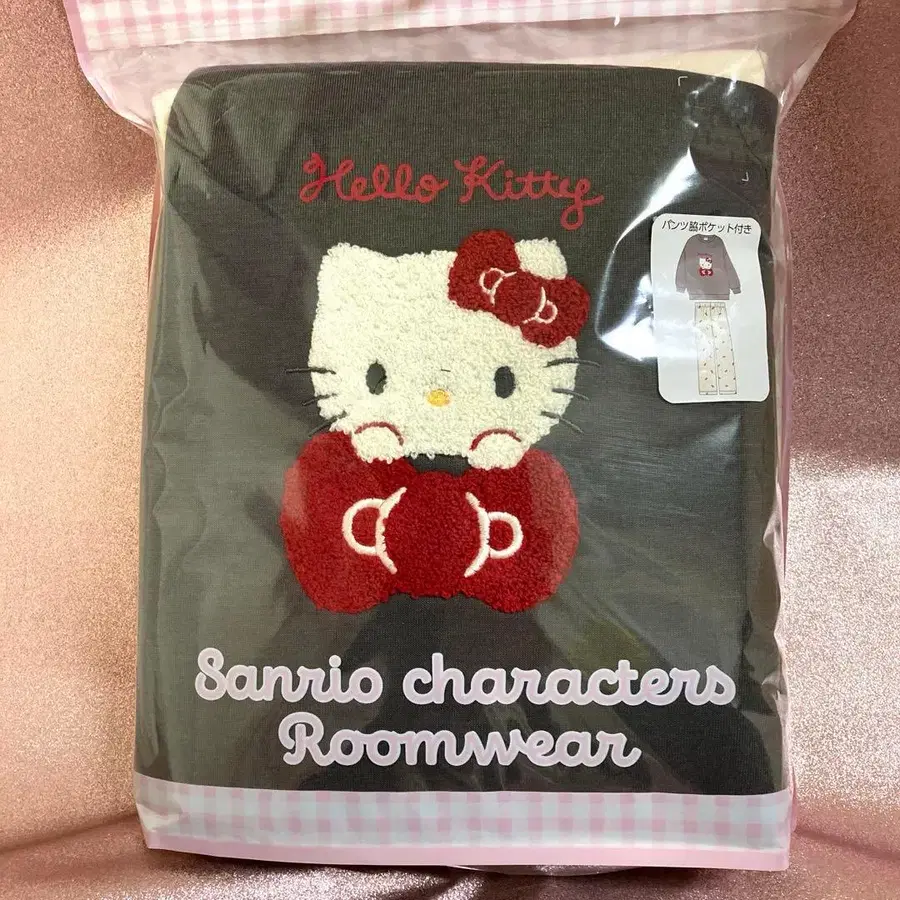 Hello Kitty
パンツ脇ポケット付き
Sanrio characters
Roomwear